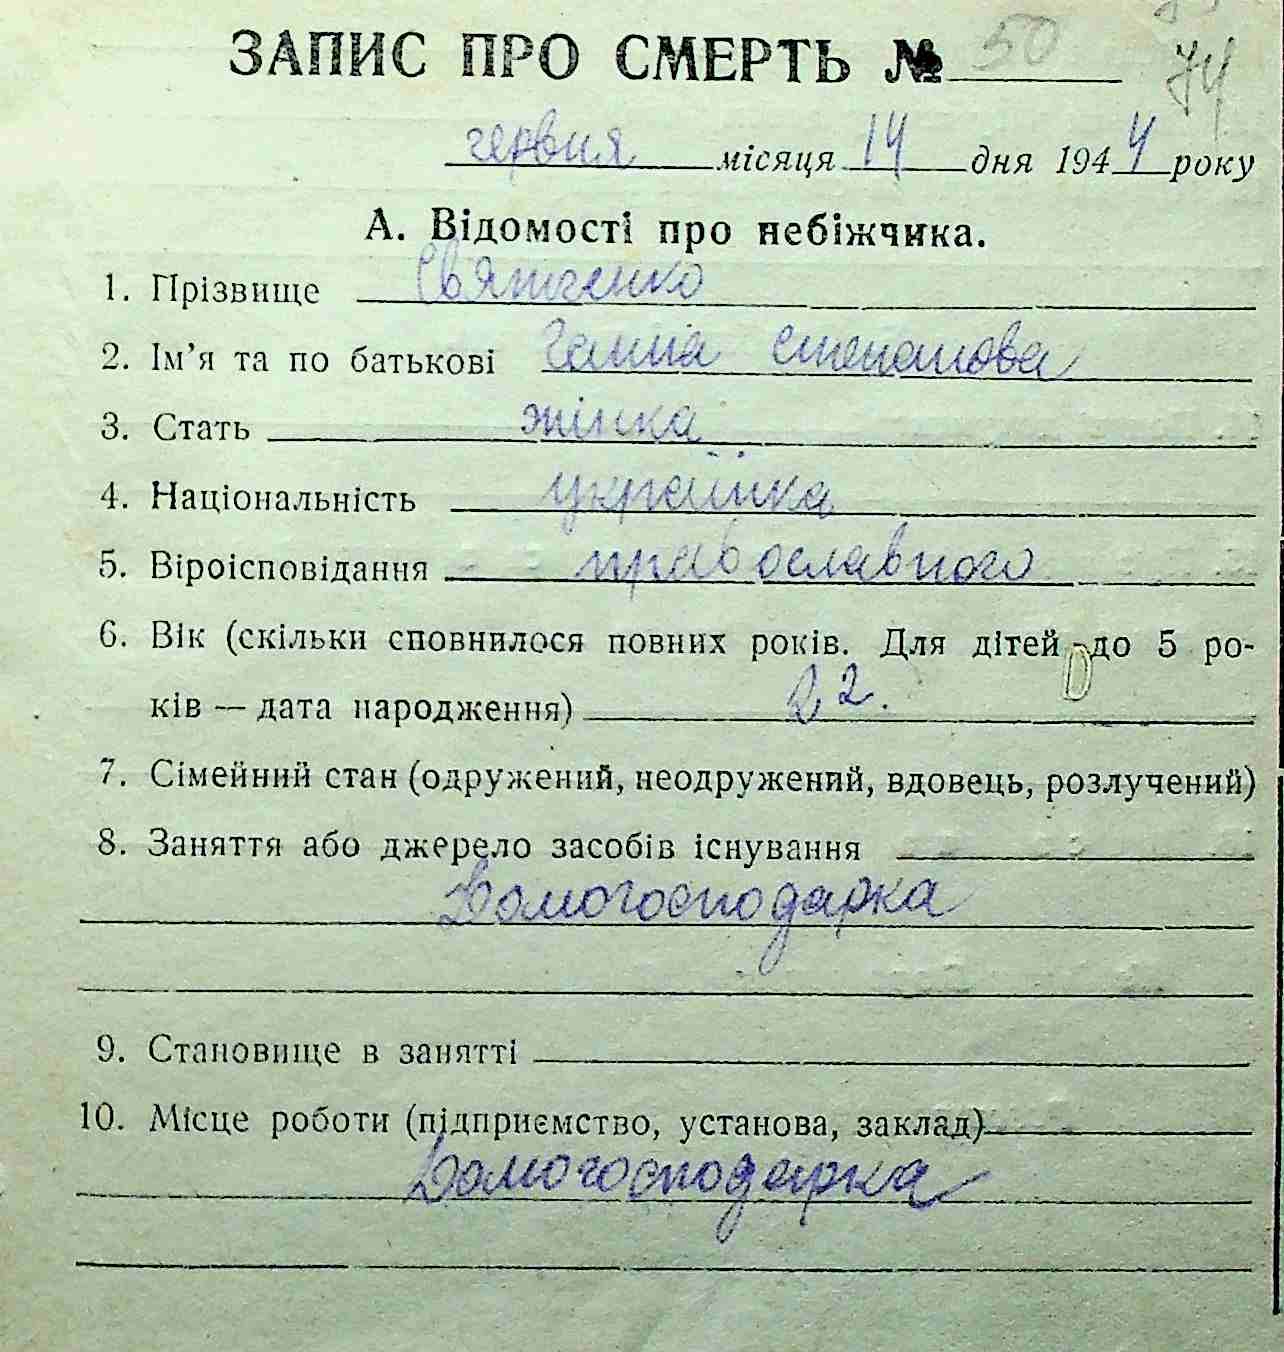 ЗАПИС ПРО СМЕРТЬ № 50
74
червня місяця 14 дня 1944 року
А. Відомості про небіжчика.
1. Прізвище Святченко
2. Ім’я та по батькові Ганна Степанова
3. Стать жінка
4. Національність українка
5. Віроісповідання православного
6. Вік (скільки сповнилося повних років. Для дітей до 5 ро-
ків — дата народження) 22.
7. Сімейний стан (одружений, неодружений, вдовець, розлучений)
8. Заняття або джерело засобів існування
Домогосподарка
9. Становище в занятті
10. Місце роботи (підприємство, установа, заклад)
Домогосподарка